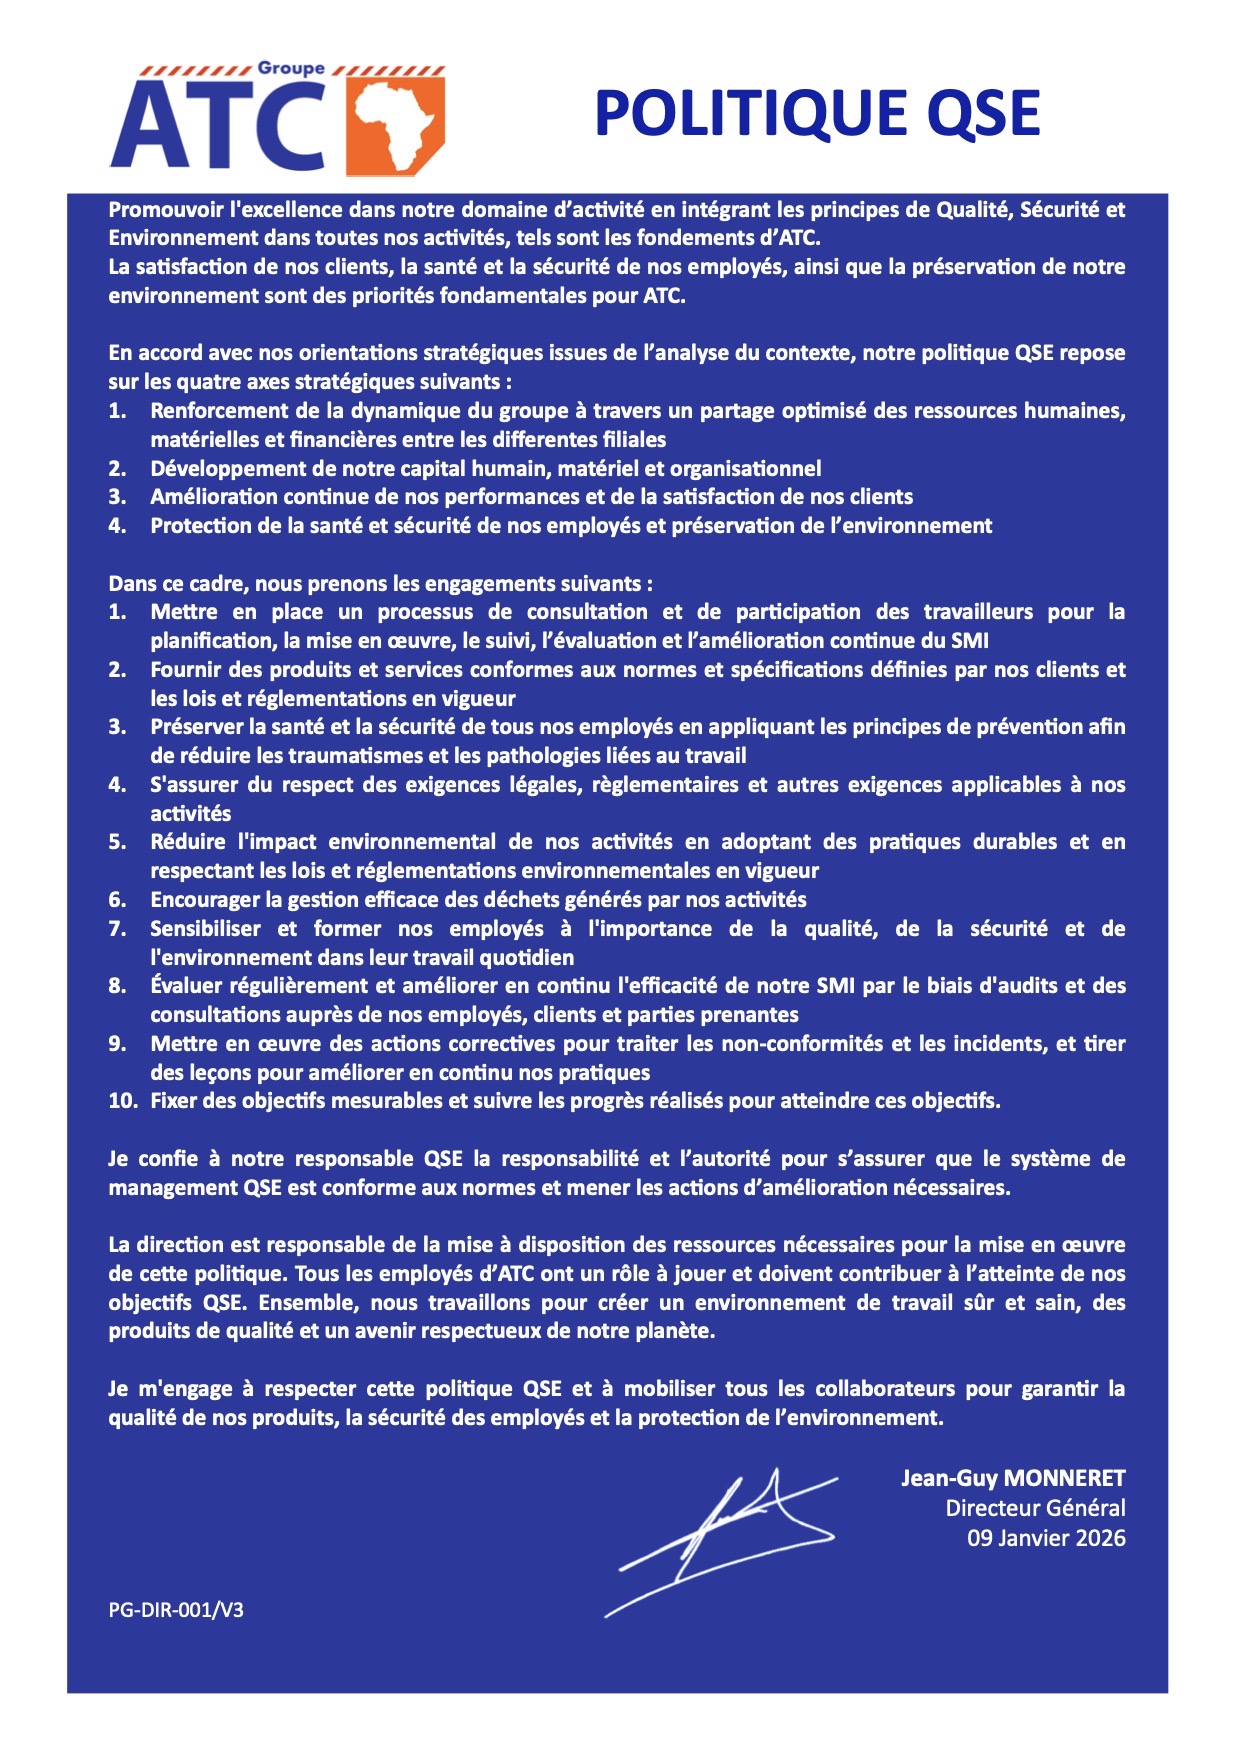 Groupe
ATC
POLITIQUE QSE
Promouvoir l'excellence dans notre domaine d’activité en intégrant les principes de Qualité, Sécurité et
Environnement dans toutes nos activités, tels sont les fondements d’ATC.
La satisfaction de nos clients, la santé et la sécurité de nos employés, ainsi que la préservation de notre
environnement sont des priorités fondamentales pour ATC.
En accord avec nos orientations stratégiques issues de l’analyse du contexte, notre politique QSE repose
sur les quatre axes stratégiques suivants :
1. Renforcement de la dynamique du groupe à travers un partage optimisé des ressources humaines,
matérielles et financières entre les differentes filiales
2. Développement de notre capital humain, matériel et organisationnel
3. Amélioration continue de nos performances et de la satisfaction de nos clients
4. Protection de la santé et sécurité de nos employés et préservation de l’environnement
Dans ce cadre, nous prenons les engagements suivants :
1. Mettre en place un processus de consultation et de participation des travailleurs pour la
planification, la mise en œuvre, le suivi, l’évaluation et l’amélioration continue du SMI
2. Fournir des produits et services conformes aux normes et spécifications définies par nos clients et
les lois et réglementations en vigueur
3. Préserver la santé et la sécurité de tous nos employés en appliquant les principes de prévention afin
de réduire les traumatismes et les pathologies liées au travail
4. S'assurer du respect des exigences légales, règlementaires et autres exigences applicables à nos
activités
5. Réduire l'impact environnemental de nos activités en adoptant des pratiques durables et en
respectant les lois et réglementations environnementales en vigueur
6. Encourager la gestion efficace des déchets générés par nos activités
7. Sensibiliser et former nos employés à l'importance de la qualité, de la sécurité et de
l'environnement dans leur travail quotidien
8. Évaluer régulièrement et améliorer en continu l'efficacité de notre SMI par le biais d'audits et des
consultations auprès de nos employés, clients et parties prenantes
9. Mettre en œuvre des actions correctives pour traiter les non-conformités et les incidents, et tirer
des leçons pour améliorer en continu nos pratiques
10. Fixer des objectifs mesurables et suivre les progrès réalisés pour atteindre ces objectifs.
Je confie à notre responsable QSE la responsabilité et l’autorité pour s’assurer que le système de
management QSE est conforme aux normes et mener les actions d’amélioration nécessaires.
La direction est responsable de la mise à disposition des ressources nécessaires pour la mise en œuvre
de cette politique. Tous les employés d’ATC ont un rôle à jouer et doivent contribuer à l’atteinte de nos
objectifs QSE. Ensemble, nous travaillons pour créer un environnement de travail sûr et sain, des
produits de qualité et un avenir respectueux de notre planète.
Je m'engage à respecter cette politique QSE et à mobiliser tous les collaborateurs pour garantir la
qualité de nos produits, la sécurité des employés et la protection de l’environnement.
Jean-Guy MONNERET
Directeur Général
09 Janvier 2026
PG-DIR-001/V3